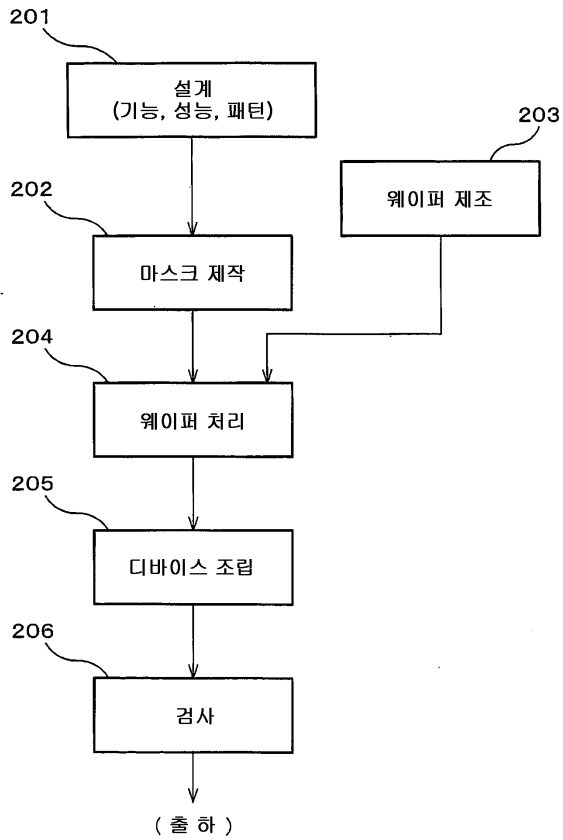 201
설계
(기능, 성능, 패턴)
203
웨이퍼 제조
202
마스크 제작
204
웨이퍼 처리
205
디바이스 조립
206
검사
( 출 하 )